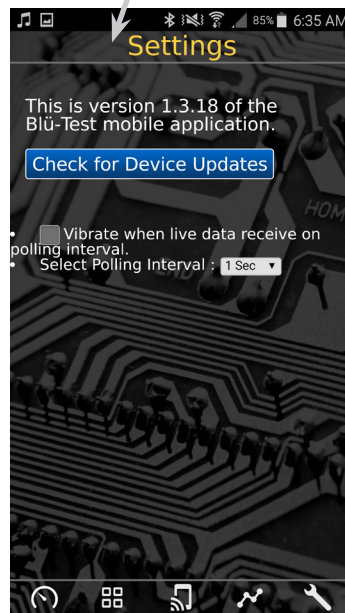 85% 6:35 AM
Settings
This is version 1.3.18 of the
Blü-Test mobile application.
Check for Device Updates
HOM
Vibrate when live data receive on
polling interval.
Select Polling Interval : 1 Sec